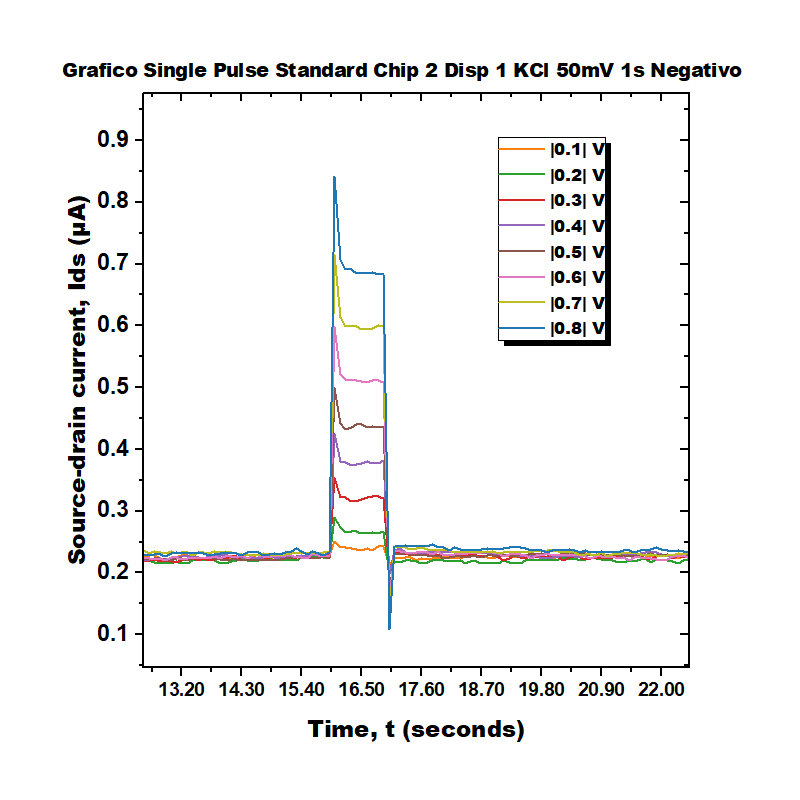 Grafico Single Pulse Standard Chip 2 Disp 1 KCl 50mV 1s Negativo
|0.1| V
|0.2| V
|0.3| V
|0.4| V
|0.5| V
|0.6| V
|0.7| V
|0.8| V
Source-drain current, Ids (μA)
0.9
0.8
0.7
0.6
0.5
0.4
0.3
0.2
0.1
13.20 14.30 15.40 16.50 17.60 18.70 19.80 20.90 22.00
Time, t (seconds)